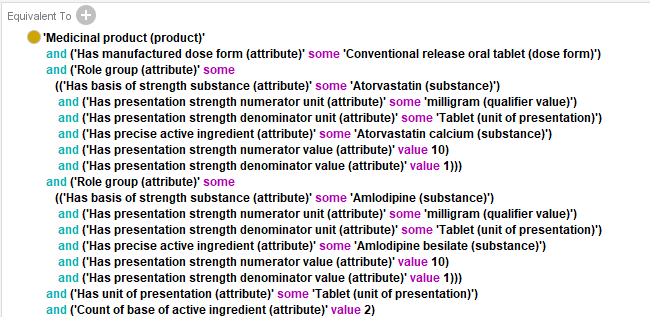 Equivalent To
'Medicinal product (product)'
and ('Has manufactured dose form (attribute)' some 'Conventional release oral tablet (dose form)')
and ('Role group (attribute)' some
(('Has basis of strength substance (attribute)' some 'Atorvastatin (substance)')
and ('Has presentation strength numerator unit (attribute)' some 'milligram (qualifier value)')
and ('Has presentation strength denominator unit (attribute)' some 'Tablet (unit of presentation)')
and ('Has precise active ingredient (attribute)' some 'Atorvastatin calcium (substance)')
and ('Has presentation strength numerator value (attribute)' value 10)
and ('Has presentation strength denominator value (attribute)' value 1)))
and ('Role group (attribute)' some
(('Has basis of strength substance (attribute)' some 'Amlodipine (substance)')
and ('Has presentation strength numerator unit (attribute)' some 'milligram (qualifier value)')
and ('Has presentation strength denominator unit (attribute)' some 'Tablet (unit of presentation)')
and ('Has precise active ingredient (attribute)' some 'Amlodipine besilate (substance)')
and ('Has presentation strength numerator value (attribute)' value 10)
and ('Has presentation strength denominator value (attribute)' value 1)))
and ('Has unit of presentation (attribute)' some 'Tablet (unit of presentation)')
and ('Count of base of active ingredient (attribute)' value 2)